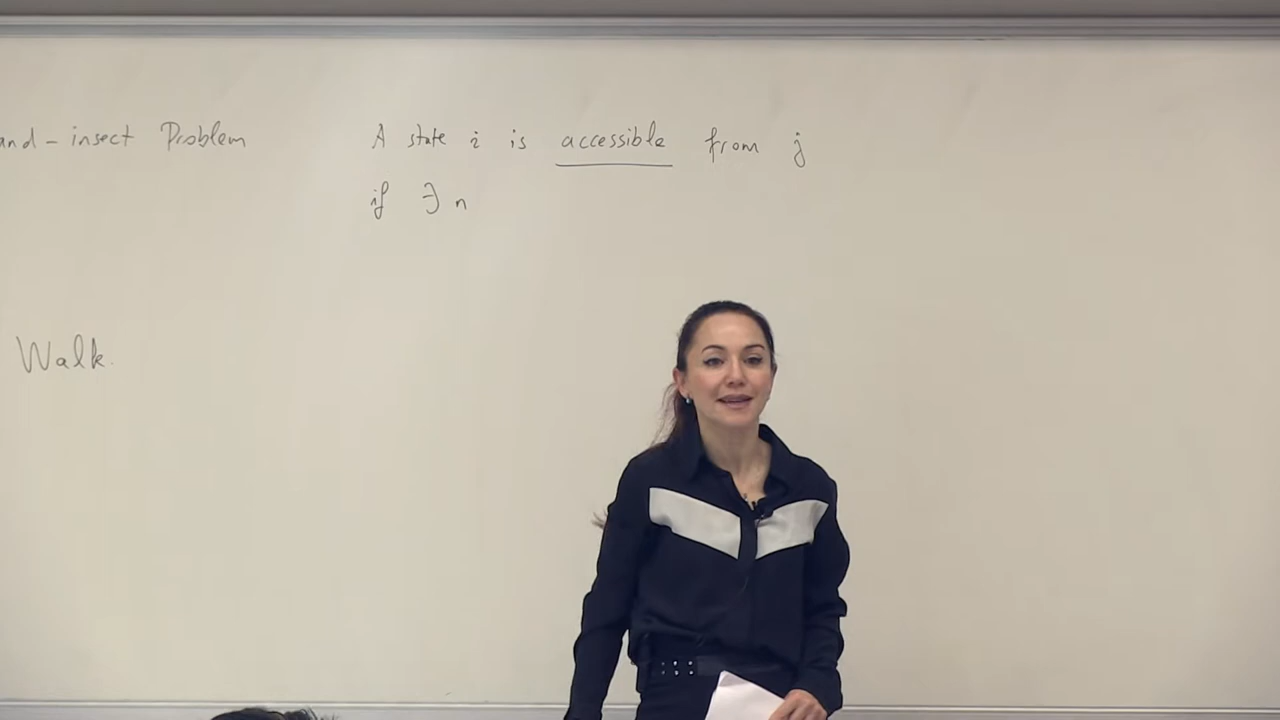 and - insect Problem
Walk.
A state i is accessible from j
if ∃ n